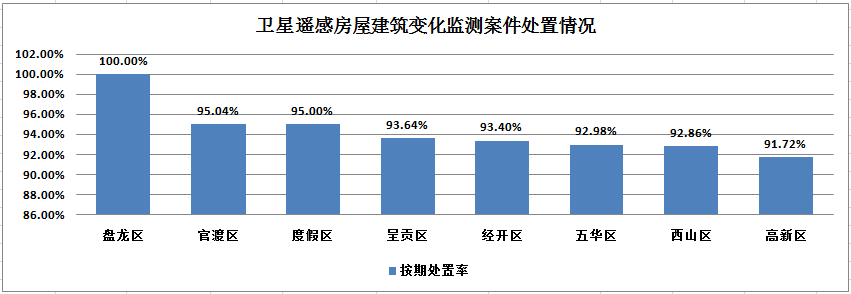 卫星遥感房屋建筑变化监测案件处置情况
102.00%
100.00%
98.00%
96.00%
94.00%
92.00%
90.00%
88.00%
86.00%
100.00%
95.04%
95.00%
93.64%
93.40%
92.98%
92.86%
91.72%
盘龙区
官渡区
度假区
呈贡区
经开区
五华区
西山区
高新区
按期处置率